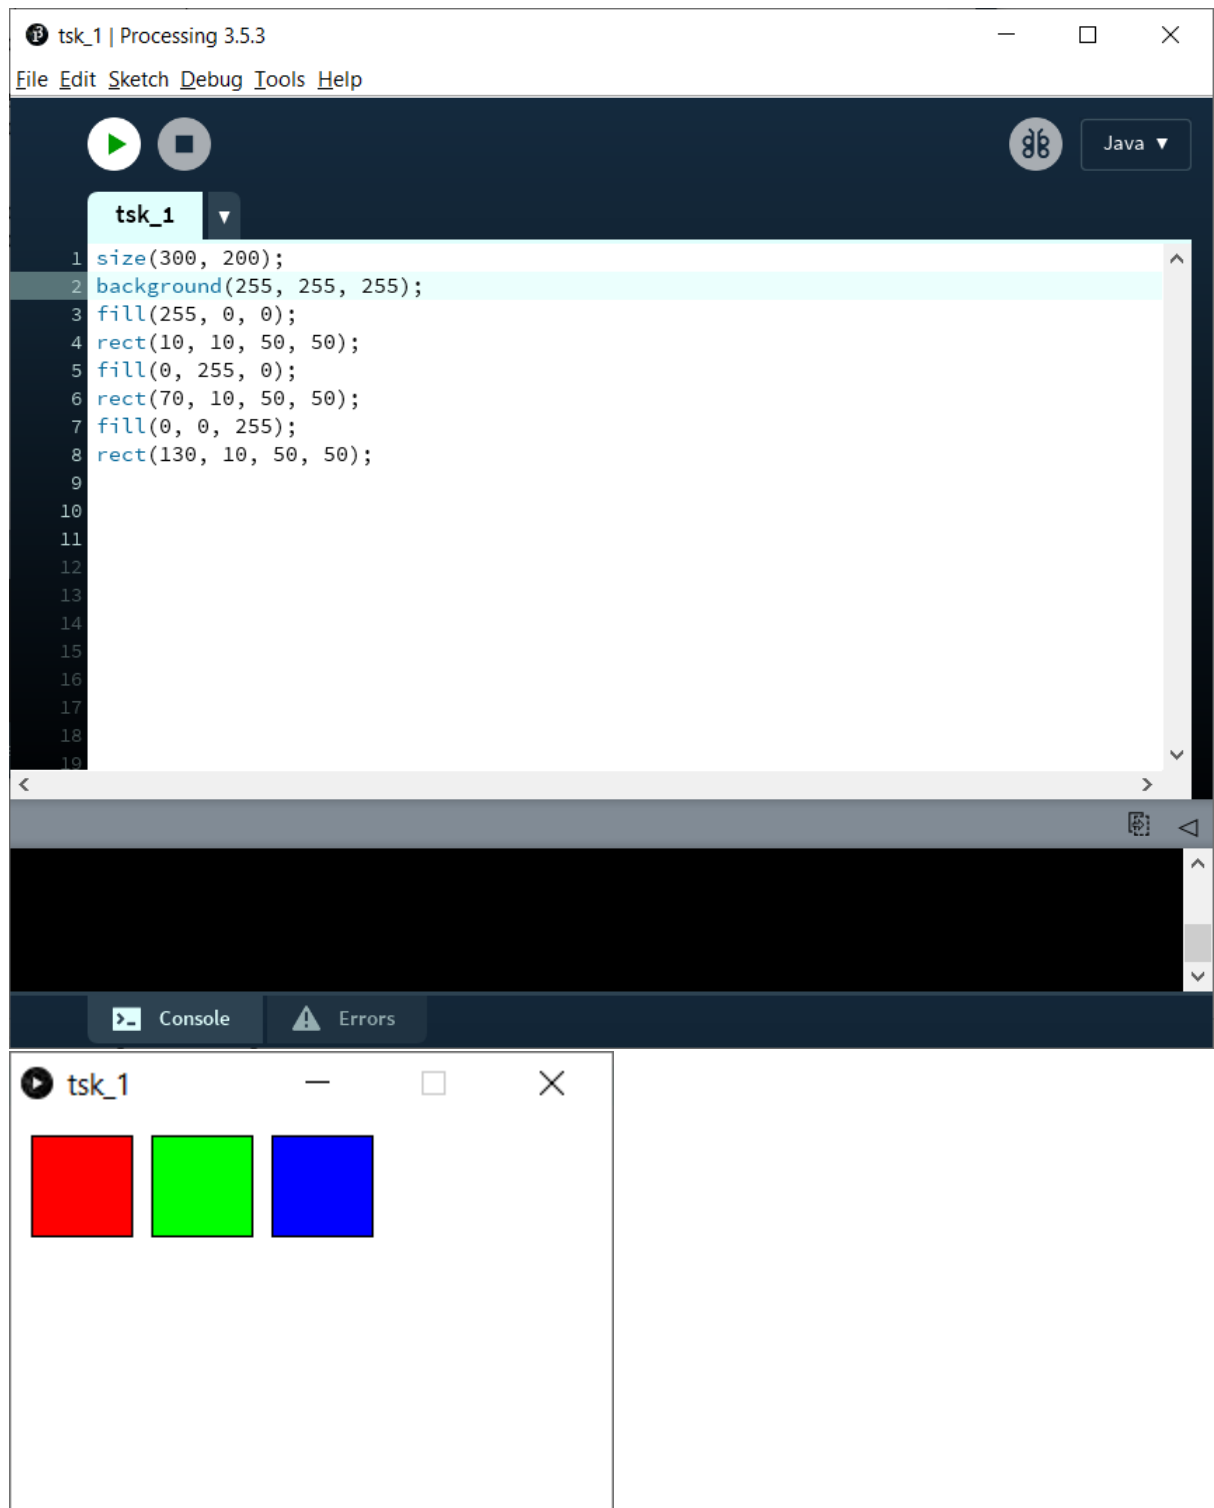 tsk_1 | Processing 3.5.3
File Edit Sketch Debug Tools Help
Java ▼
tsk_1 ▼
1 size(300, 200);
2 background(255, 255, 255);
3 fill(255, 0, 0);
4 rect(10, 10, 50, 50);
5 fill(0, 255, 0);
6 rect(70, 10, 50, 50);
7 fill(0, 0, 255);
8 rect(130, 10, 50, 50);
9
10
11
12
13
14
15
16
17
18
19
Console Errors
tsk_1